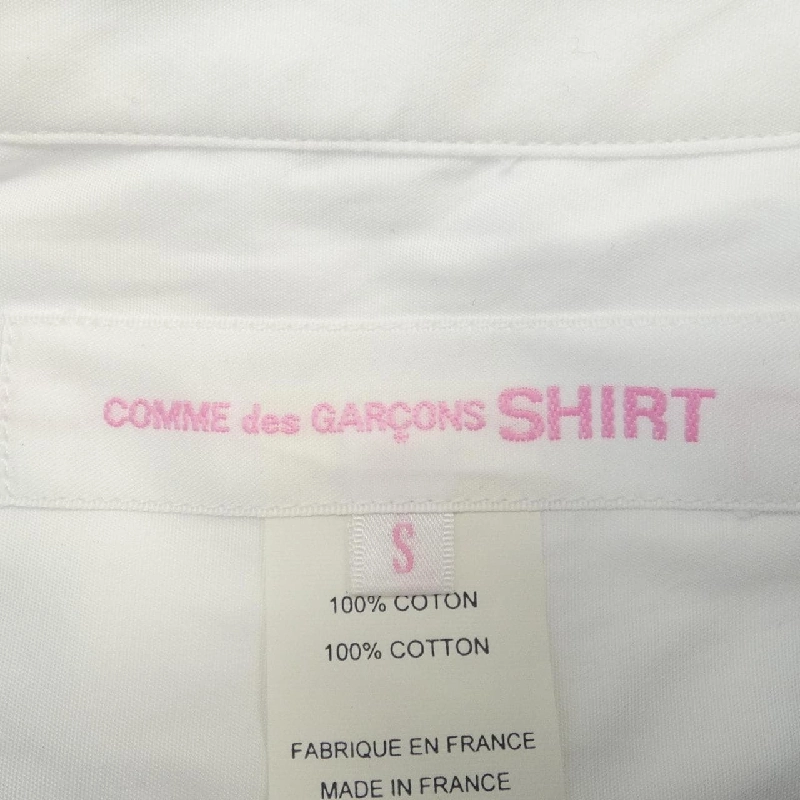 COMME des GARÇONS SHIRT
S
100% COTON
100% COTTON
FABRIQUE EN FRANCE
MADE IN FRANCE